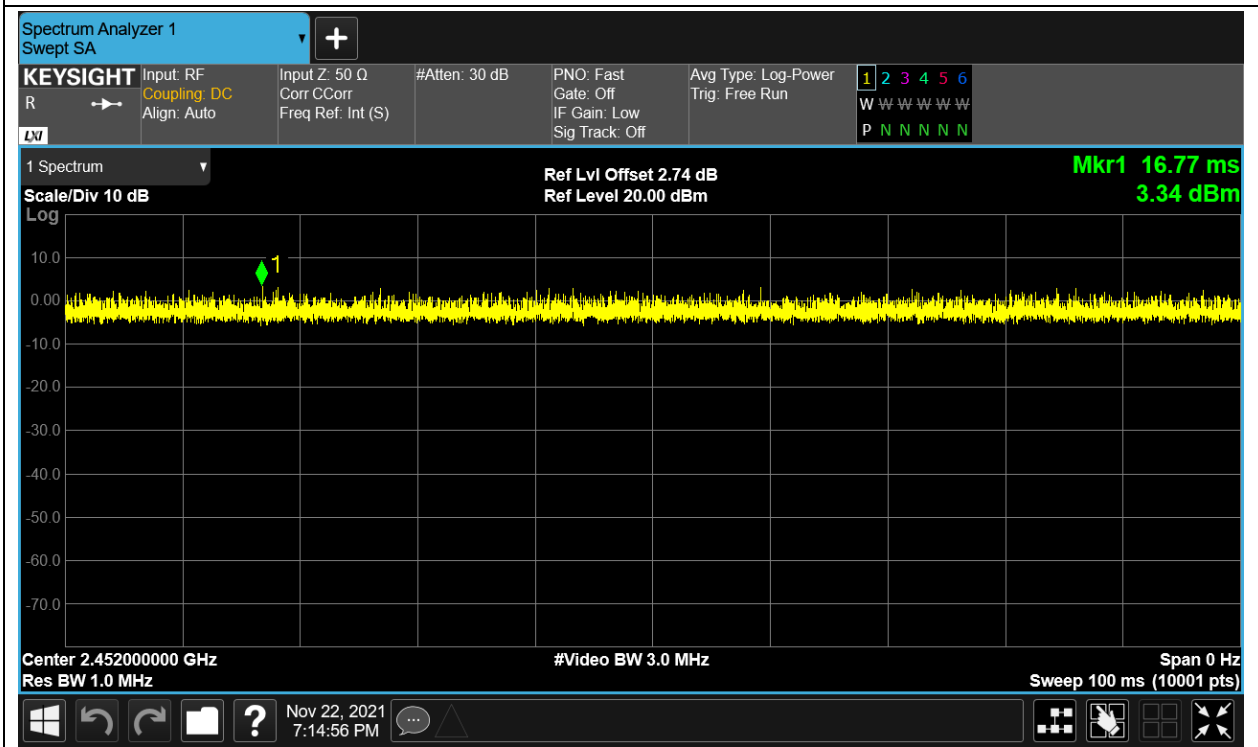 Spectrum Analyzer 1
Swept SA
KEYSIGHT
R
LXI
Input: RF
Coupling: DC
Align: Auto
Input Z: 50 Ω
Corr CCorr
Freq Ref: Int (S)
#Atten: 30 dB
PNO: Fast
Gate: Off
IF Gain: Low
Sig Track: Off
Avg Type: Log-Power
Trig: Free Run
1 2 3 4 5 6
W W W W W W
P N N N N N
1 Spectrum
Scale/Div 10 dB
Ref Lvl Offset 2.74 dB
Ref Level 20.00 dBm
Mkr1 16.77 ms
3.34 dBm
Log
10.0
1
0.00
-10.0
-20.0
-30.0
-40.0
-50.0
-60.0
-70.0
Center 2.452000000 GHz
Res BW 1.0 MHz
#Video BW 3.0 MHz
Span 0 Hz
Sweep 100 ms (10001 pts)
?
Nov 22, 2021
7:14:56 PM